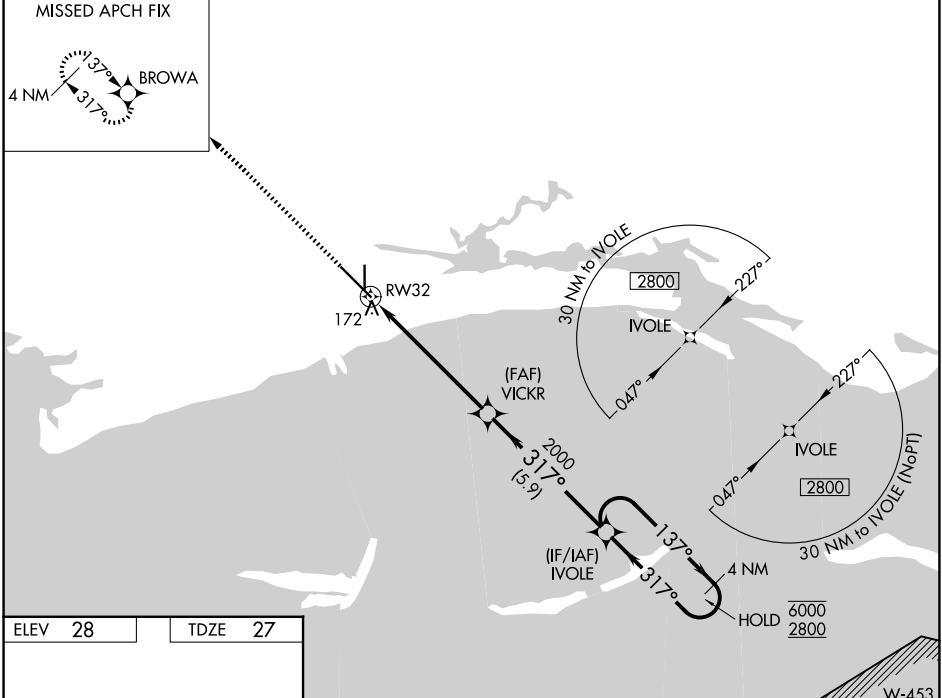 MISSED APCH FIX
137°
BROWA
4 NM
317°
RW32
172
30 NM to IVOLE
2800
227°
IVOLE
047°
(FAF)
VICKR
2000
317°
(5.9)
227°
IVOLE
047°
2800
30 NM to IVOLE (NoPT)
(IF/IAF)
IVOLE
137°
4 NM
317°
HOLD 6000
2800
ELEV 28
TDZE 27
W-453